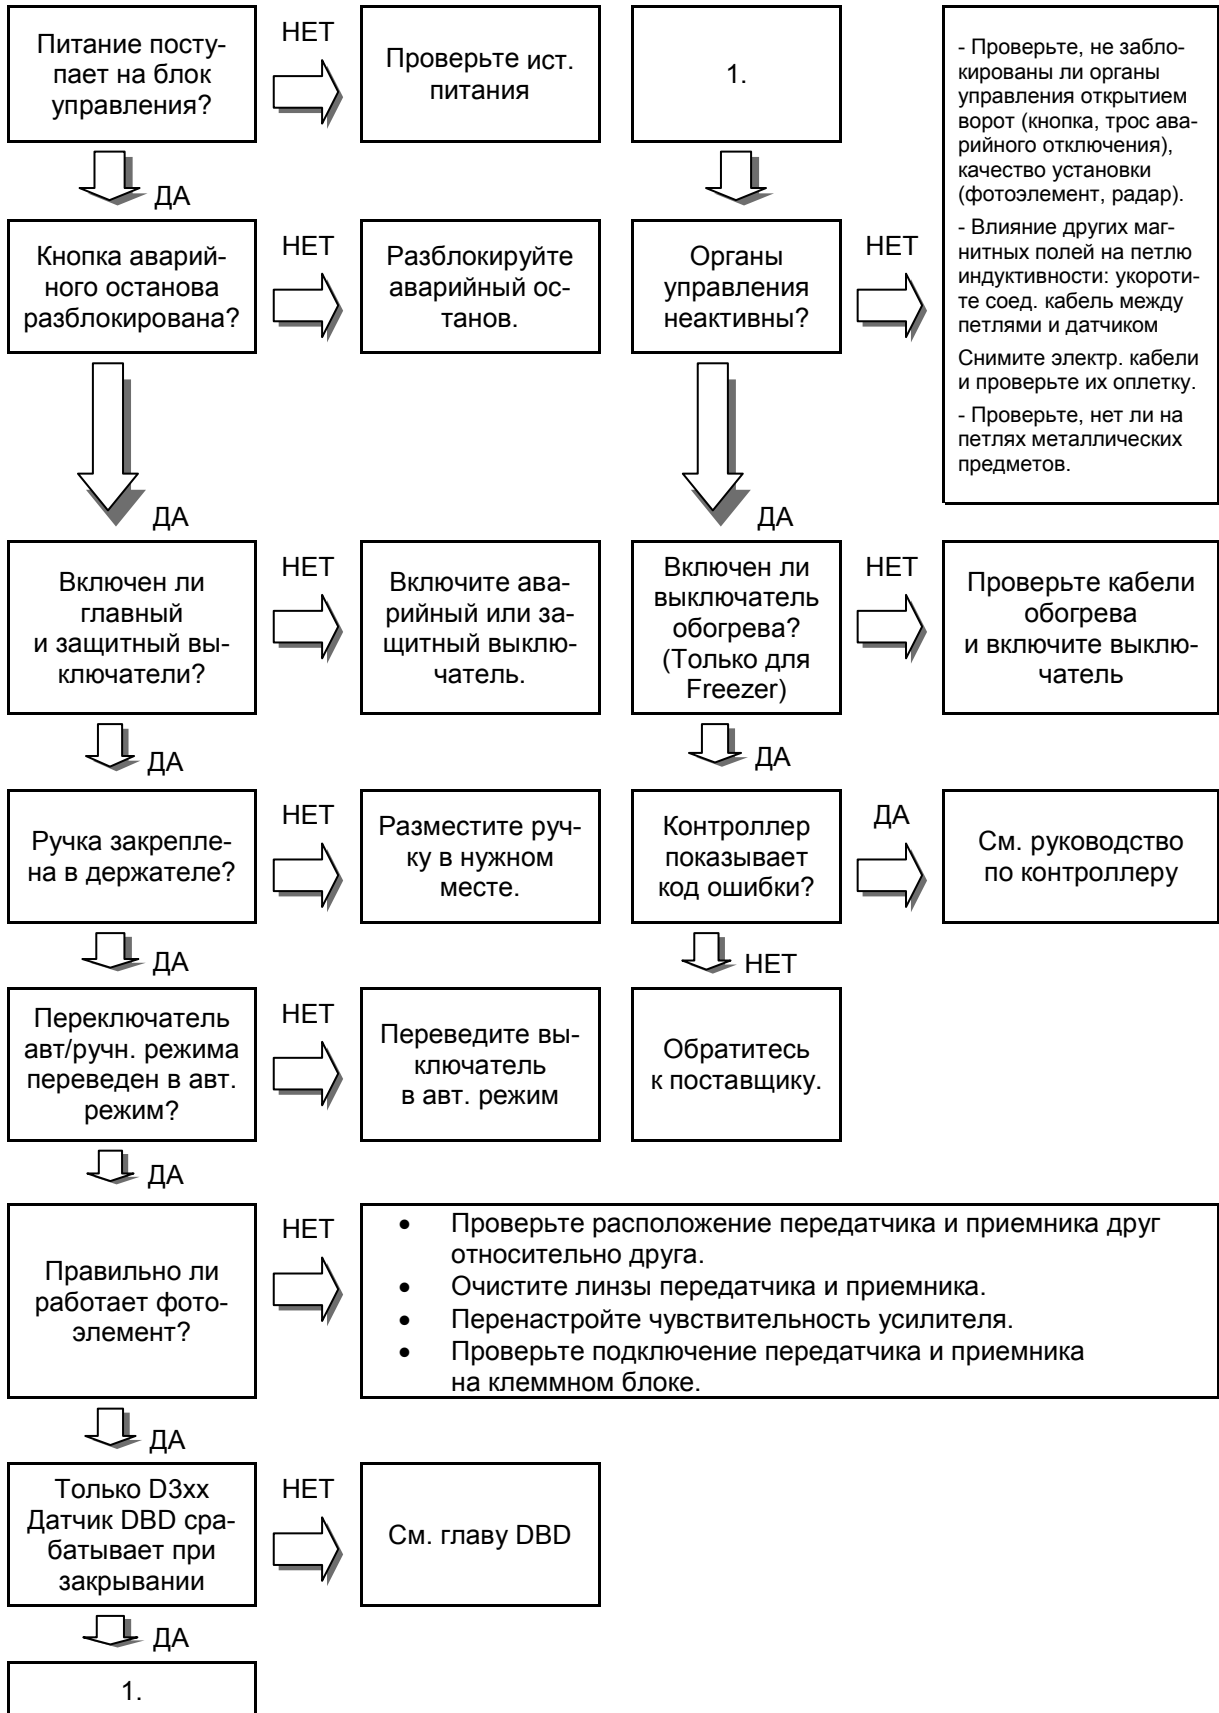 Питание посту-
пает на блок
управления?
НЕТ
Проверьте ист.
питания
ДА
Кнопка аварий-
ного останова
разблокирована?
НЕТ
Разблокируйте
аварийный ос-
танов.
ДА
Включен ли
главный
и защитный вы-
ключатели?
НЕТ
Включите ава-
рийный или за-
щитный выклю-
чатель.
ДА
Ручка закрепле-
на в держателе?
НЕТ
Разместите руч-
ку в нужном
месте.
ДА
Переключатель
авт/ручн. режима
переведен в авт.
режим?
НЕТ
Переведите вы-
ключатель
в авт. режим
ДА
Правильно ли
работает фото-
элемент?
НЕТ
• Проверьте расположение передатчика и приемника друг
относительно друга.
• Очистите линзы передатчика и приемника.
• Перенастройте чувствительность усилителя.
• Проверьте подключение передатчика и приемника
на клеммном блоке.
ДА
Только D3xx
Датчик DBD сра-
батывает при
закрывании
НЕТ
См. главу DBD
ДА
1.
1.
Органы
управления
неактивны?
НЕТ
- Проверьте, не забло-
кированы ли органы
управления открытием
ворот (кнопка, трос ава-
рийного отключения),
качество установки
(фотоэлемент, радар).
- Влияние других маг-
нитных полей на петлю
индуктивности: укороти-
те соед. кабель между
петлями и датчиком
Снимите электр. кабели
и проверьте их оплетку.
- Проверьте, нет ли на
петлях металлических
предметов.
ДА
Включен ли
выключатель
обогрева?
(Только для
Freezer)
НЕТ
Проверьте кабели
обогрева
и включите выклю-
чатель
ДА
Контроллер
показывает
код ошибки?
ДА
См. руководство
по контроллеру
НЕТ
Обратитесь
к поставщику.